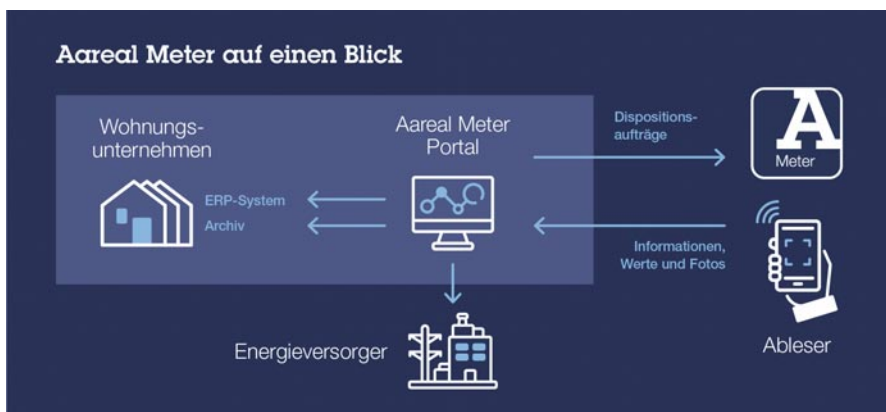 Aareal Meter auf einen Blick
Wohnungs-
unternehmen
Aareal Meter
Portal
ERP-System
Archiv
Dispositions-
aufträge
A
Meter
Informationen,
Werte und Fotos
Ableser
Energieversorger